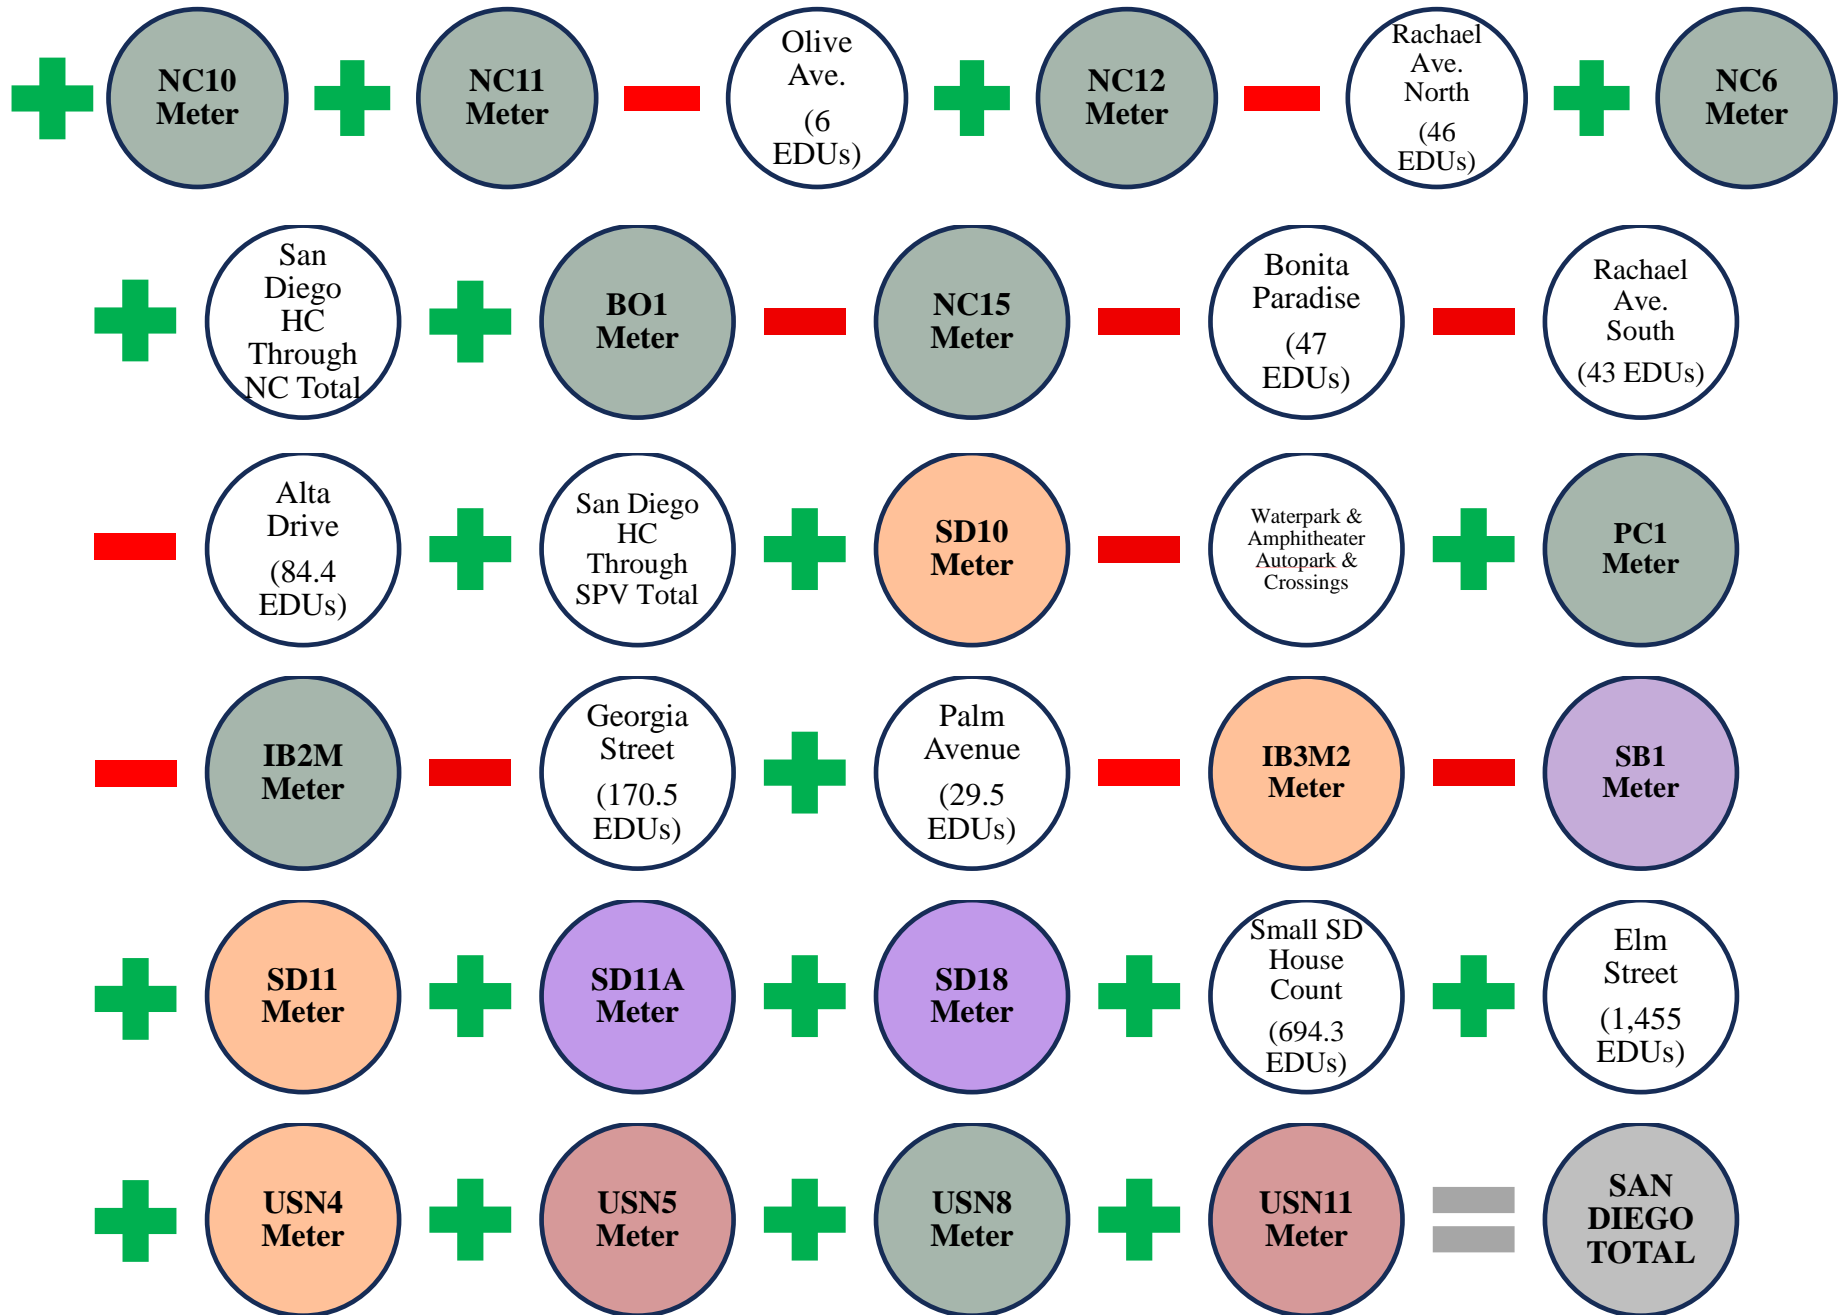 NC10
Meter
NC11
Meter
Olive
Ave.
(6
EDUs)
NC12
Meter
Rachael
Ave.
North
(46
EDUs)
NC6
Meter
San
Diego
HC
Through
NC Total
BO1
Meter
NC15
Meter
Bonita
Paradise
(47
EDUs)
Rachael
Ave.
South
(43 EDUs)
Alta
Drive
(84.4
EDUs)
San Diego
HC
Through
SPV Total
SD10
Meter
Waterpark &
Amphitheater
Autopark &
Crossings
PC1
Meter
IB2M
Meter
Georgia
Street
(170.5
EDUs)
Palm
Avenue
(29.5
EDUs)
IB3M2
Meter
SB1
Meter
SD11
Meter
SD11A
Meter
SD18
Meter
Small SD
House
Count
(694.3
EDUs)
Elm
Street
(1,455
EDUs)
USN4
Meter
USN5
Meter
USN8
Meter
USN11
Meter
SAN
DIEGO
TOTAL